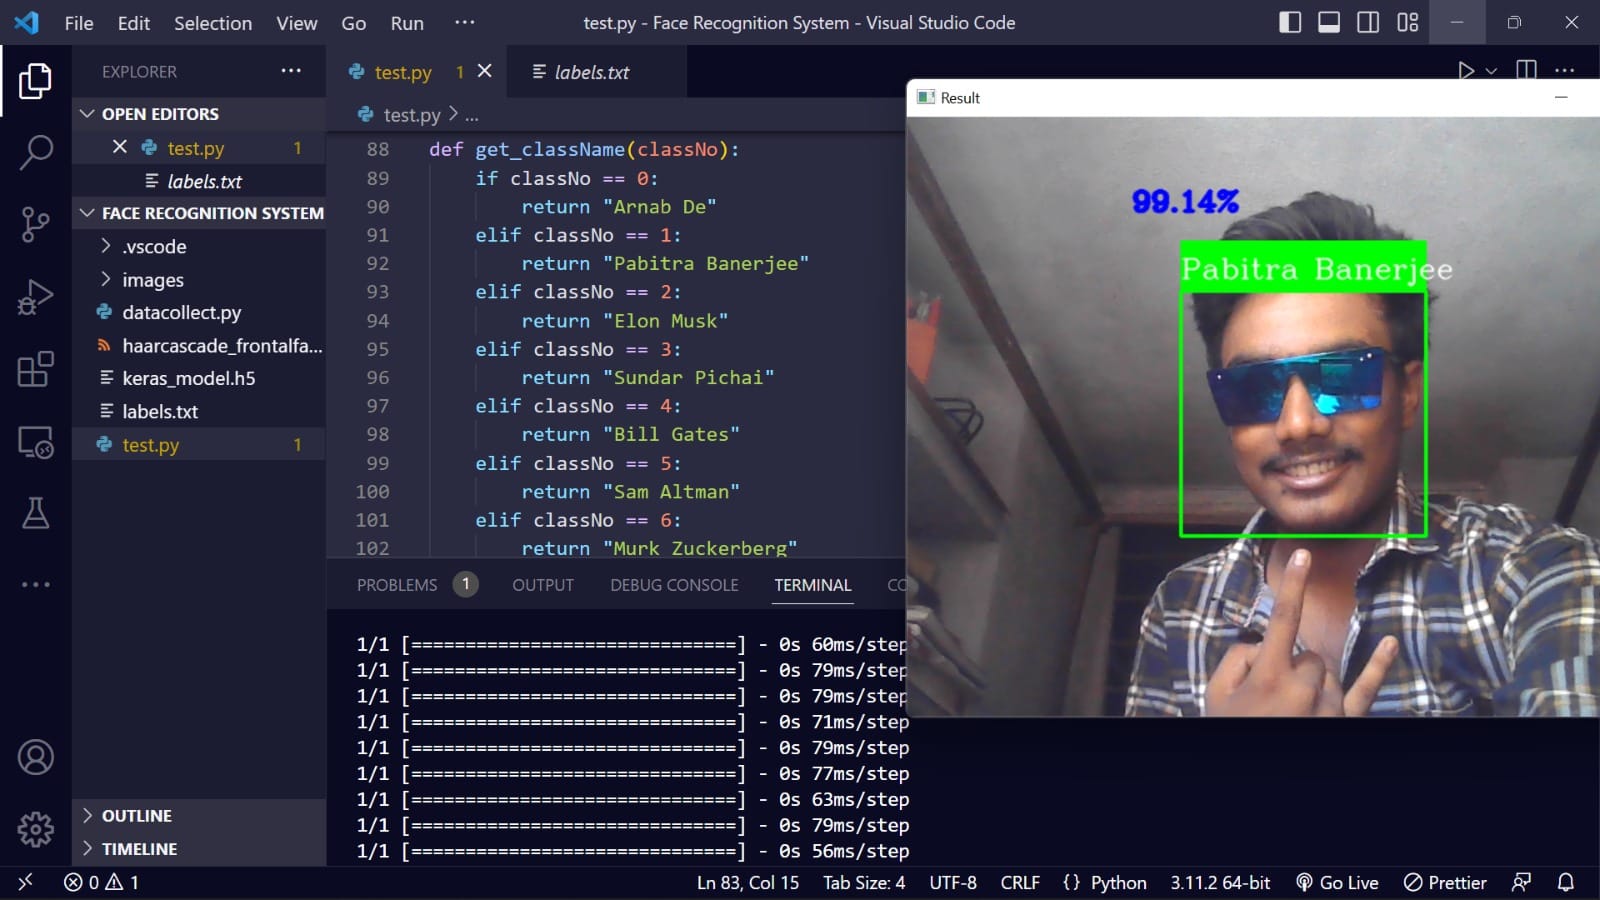 File Edit Selection View Go Run ···
test.py - Face Recognition System - Visual Studio Code
EXPLORER ···
OPEN EDITORS
test.py 1
labels.txt
FACE RECOGNITION SYSTEM
.vscode
images
datacollect.py
haarcascade_frontalfa...
keras_model.h5
labels.txt
test.py 1
OUTLINE
TIMELINE
test.py 1
labels.txt
test.py > ...
88 def get_className(classNo):
89 if classNo == 0:
90 return "Arnab De"
91 elif classNo == 1:
92 return "Pabitra Banerjee"
93 elif classNo == 2:
94 return "Elon Musk"
95 elif classNo == 3:
96 return "Sundar Pichai"
97 elif classNo == 4:
98 return "Bill Gates"
99 elif classNo == 5:
100 return "Sam Altman"
101 elif classNo == 6:
102 return "Murk Zuckerberg"
PROBLEMS 1 OUTPUT DEBUG CONSOLE TERMINAL CO
1/1 [==============================] - 0s 60ms/step
1/1 [==============================] - 0s 79ms/step
1/1 [==============================] - 0s 79ms/step
1/1 [==============================] - 0s 71ms/step
1/1 [==============================] - 0s 79ms/step
1/1 [==============================] - 0s 77ms/step
1/1 [==============================] - 0s 63ms/step
1/1 [==============================] - 0s 79ms/step
1/1 [==============================] - 0s 56ms/step
Result
99.14%
Pabitra Banerjee
0 1
Ln 83, Col 15 Tab Size: 4 UTF-8 CRLF {} Python 3.11.2 64-bit Go Live Prettier